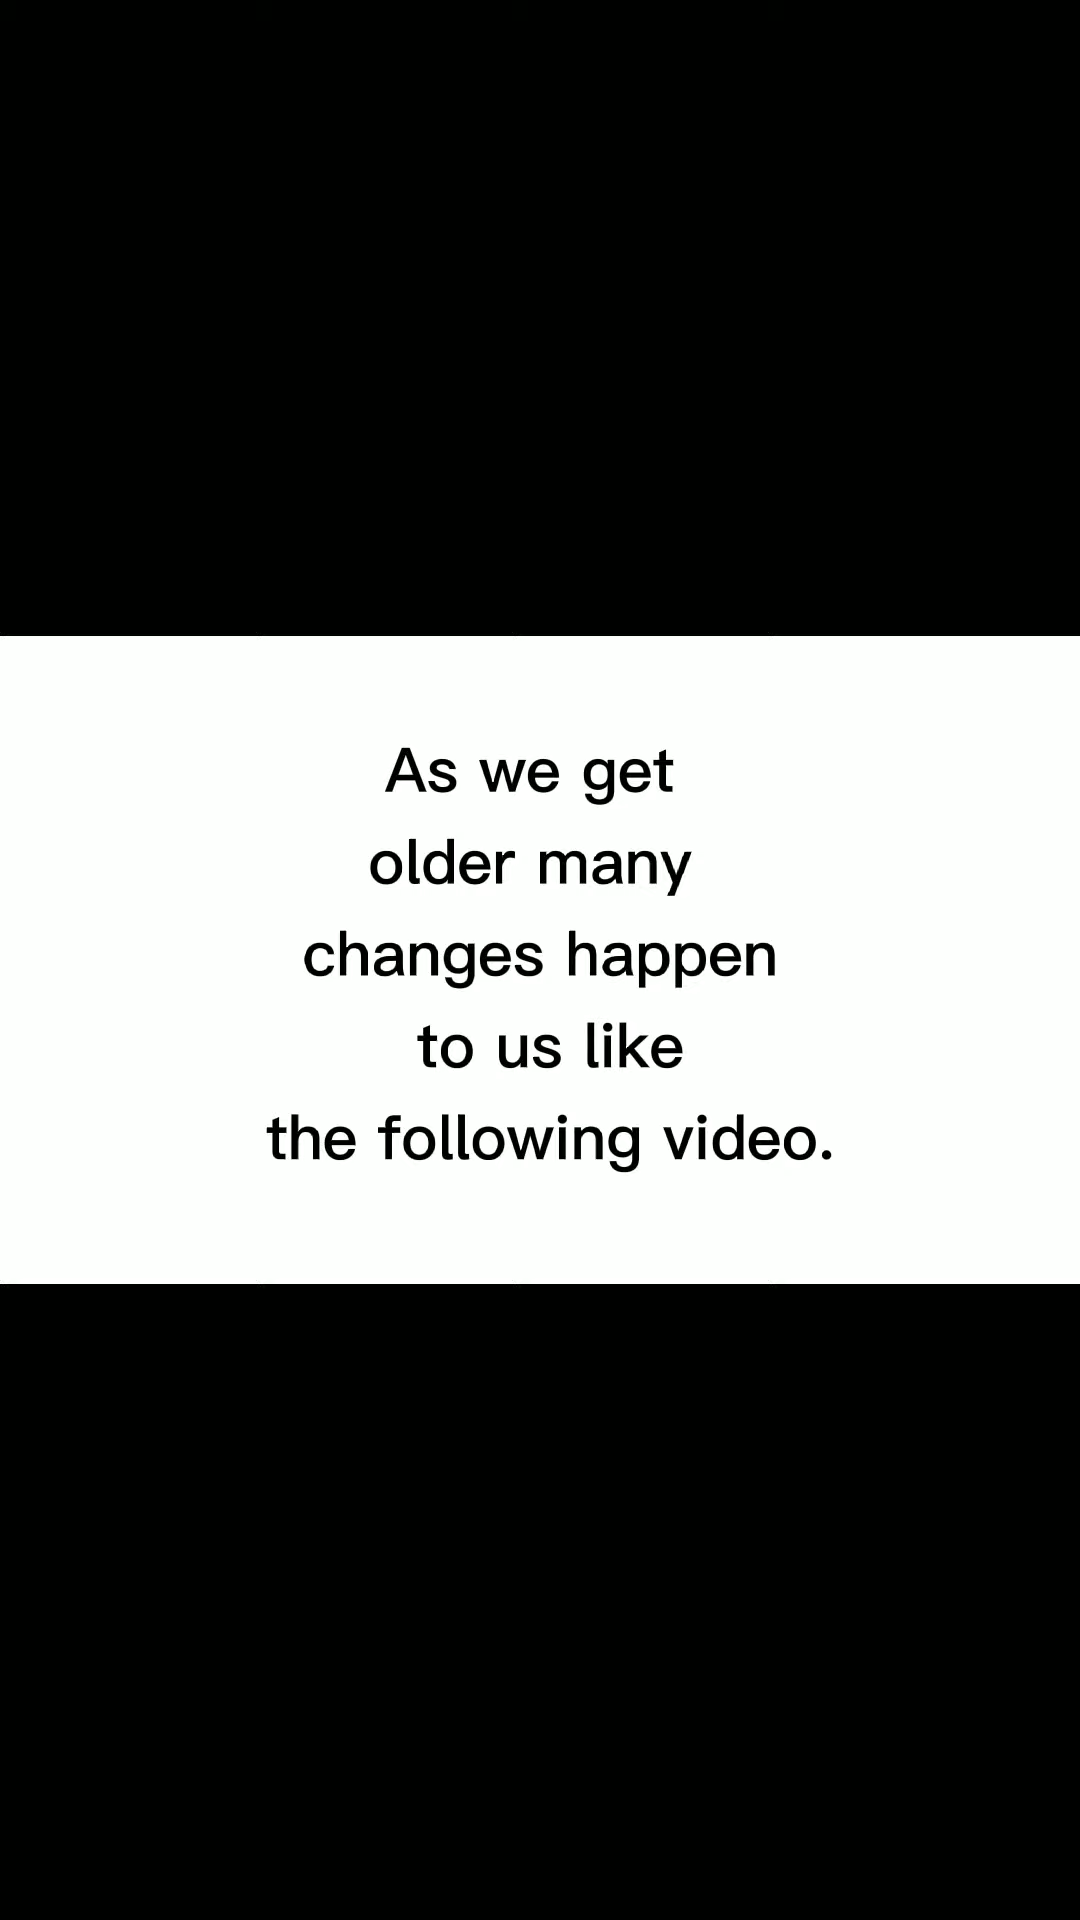 As we get
older many
changes happen
to us like
the following video.